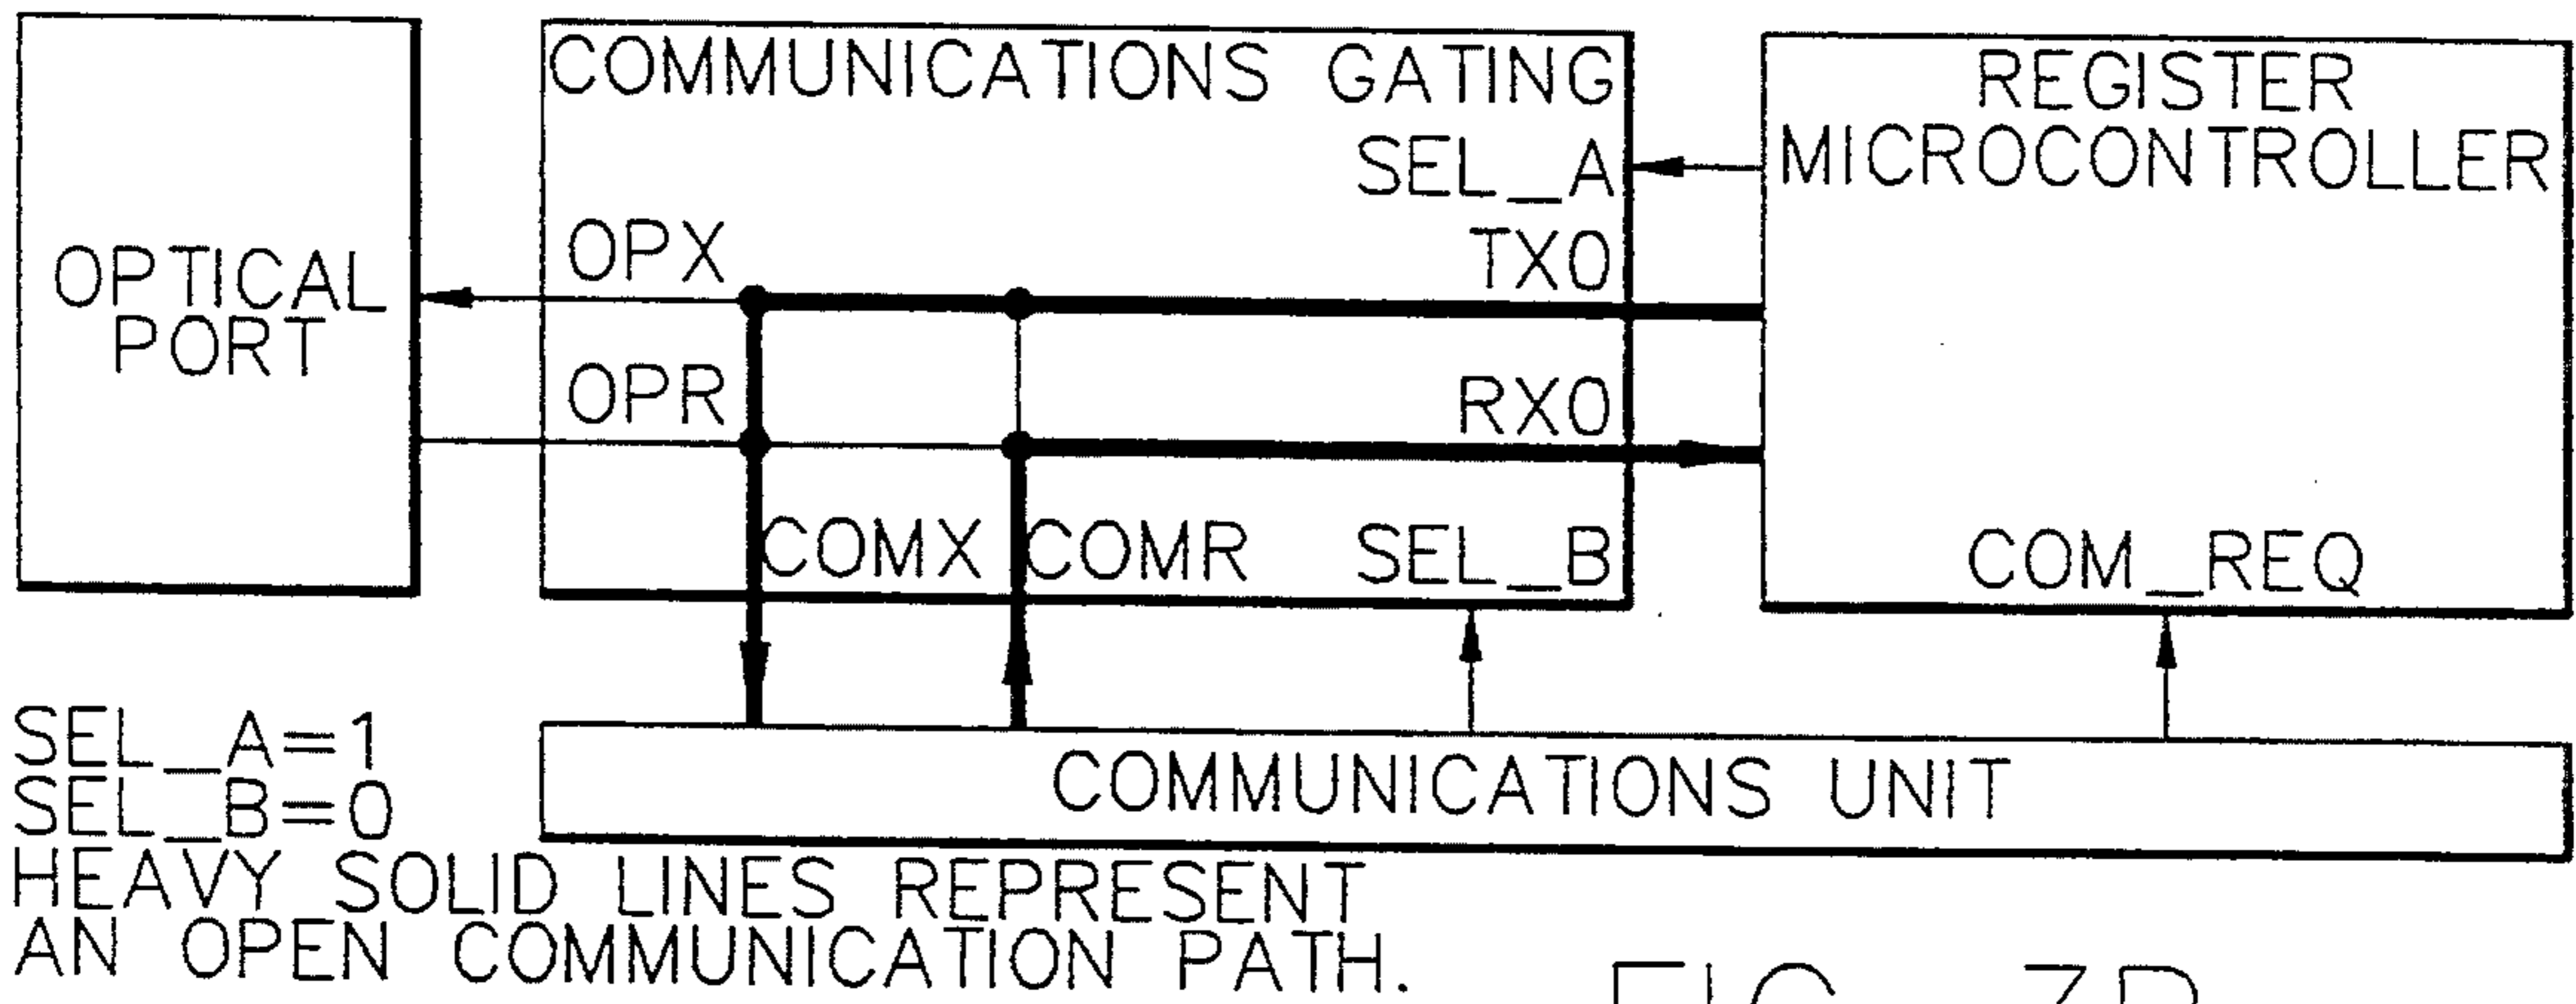 COMMUNICATIONS GATING
REGISTER
MICROCONTROLLER
SEL_A
OPX
TX0
OPTICAL
PORT
OPR
RX0
COMX
COMR
SEL_B
COM_REQ
SEL_A=1
SEL_B=0
COMMUNICATIONS UNIT
HEAVY SOLID LINES REPRESENT
AN OPEN COMMUNICATION PATH.
FIG.